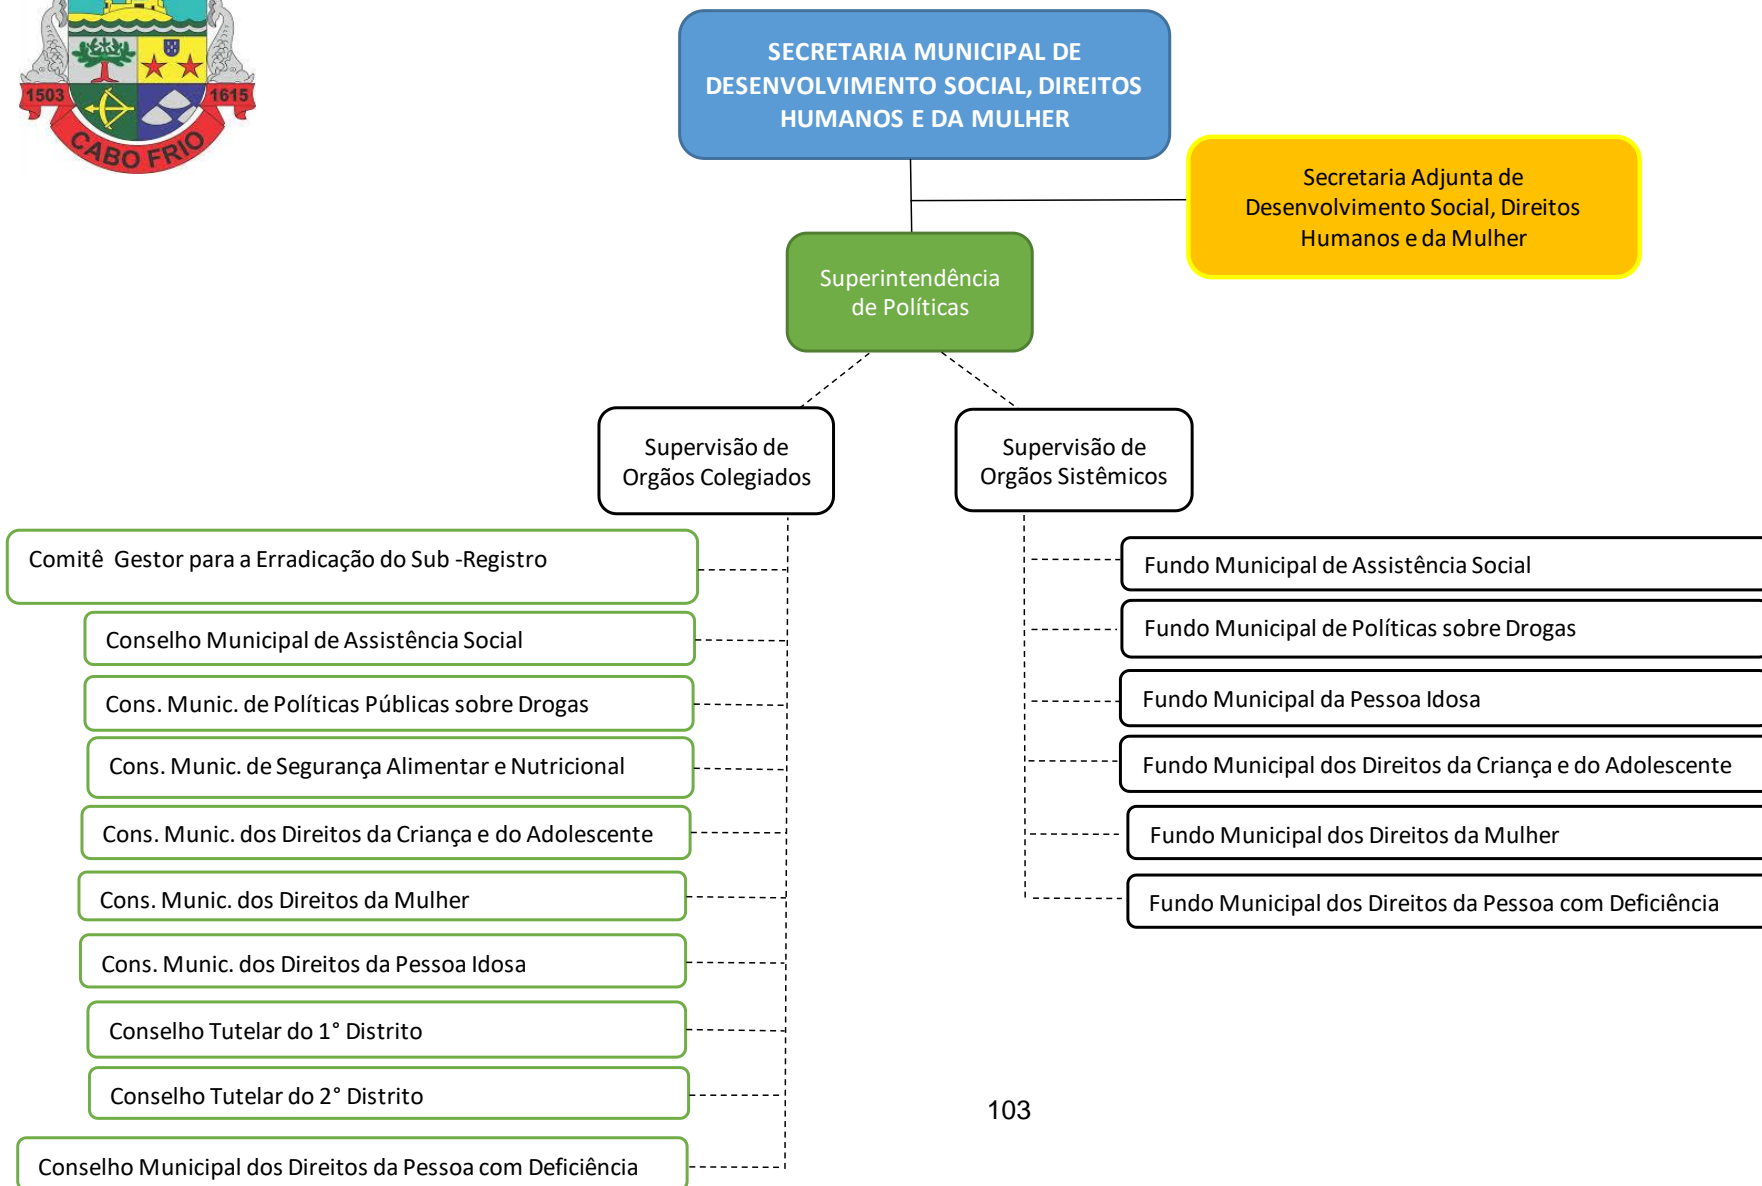 1503
1615
CABO FRIO
SECRETARIA MUNICIPAL DE
DESENVOLVIMENTO SOCIAL, DIREITOS
HUMANOS E DA MULHER
Secretaria Adjunta de
Desenvolvimento Social, Direitos
Humanos e da Mulher
Superintendência
de Políticas
Supervisão de
Orgãos Colegiados
Supervisão de
Orgãos Sistêmicos
Comitê Gestor para a Erradicação do Sub -Registro
Conselho Municipal de Assistência Social
Cons. Munic. de Políticas Públicas sobre Drogas
Cons. Munic. de Segurança Alimentar e Nutricional
Cons. Munic. dos Direitos da Criança e do Adolescente
Cons. Munic. dos Direitos da Mulher
Cons. Munic. dos Direitos da Pessoa Idosa
Conselho Tutelar do 1° Distrito
Conselho Tutelar do 2° Distrito
Conselho Municipal dos Direitos da Pessoa com Deficiência
Fundo Municipal de Assistência Social
Fundo Municipal de Políticas sobre Drogas
Fundo Municipal da Pessoa Idosa
Fundo Municipal dos Direitos da Criança e do Adolescente
Fundo Municipal dos Direitos da Mulher
Fundo Municipal dos Direitos da Pessoa com Deficiência
103